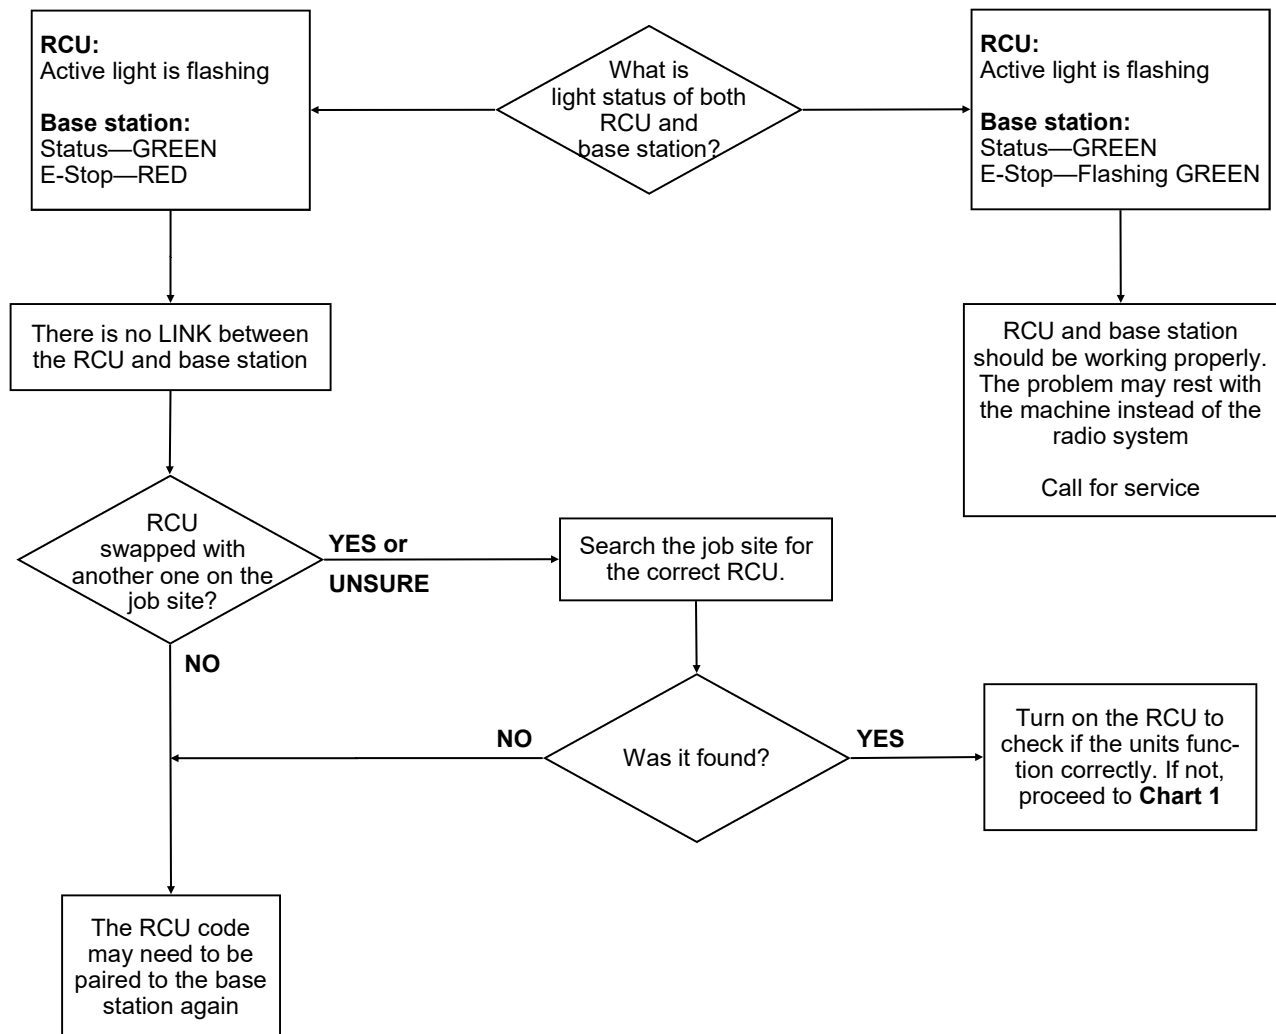 RCU:
Active light is flashing
Base station:
Status—GREEN
E-Stop—RED
What is
light status of both
RCU and
base station?
RCU:
Active light is flashing
Base station:
Status—GREEN
E-Stop—Flashing GREEN
There is no LINK between
the RCU and base station
RCU and base station
should be working properly.
The problem may rest with
the machine instead of the
radio system
Call for service
RCU
swapped with
another one on the
job site?
YES or
UNSURE
Search the job site for
the correct RCU.
NO
NO
Was it found?
YES
Turn on the RCU to
check if the units func-
tion correctly. If not,
proceed to Chart 1
The RCU code
may need to be
paired to the base
station again